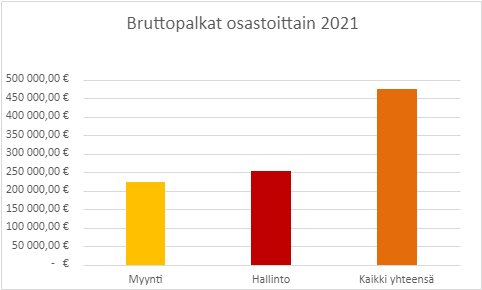 Bruttopalkat osastoittain 2021
500 000,00 €
450 000,00 €
400 000,00 €
350 000,00 €
300 000,00 €
250 000,00 €
200 000,00 €
150 000,00 €
100 000,00 €
50 000,00 €
- €
Myynti
Hallinto
Kaikki yhteensä